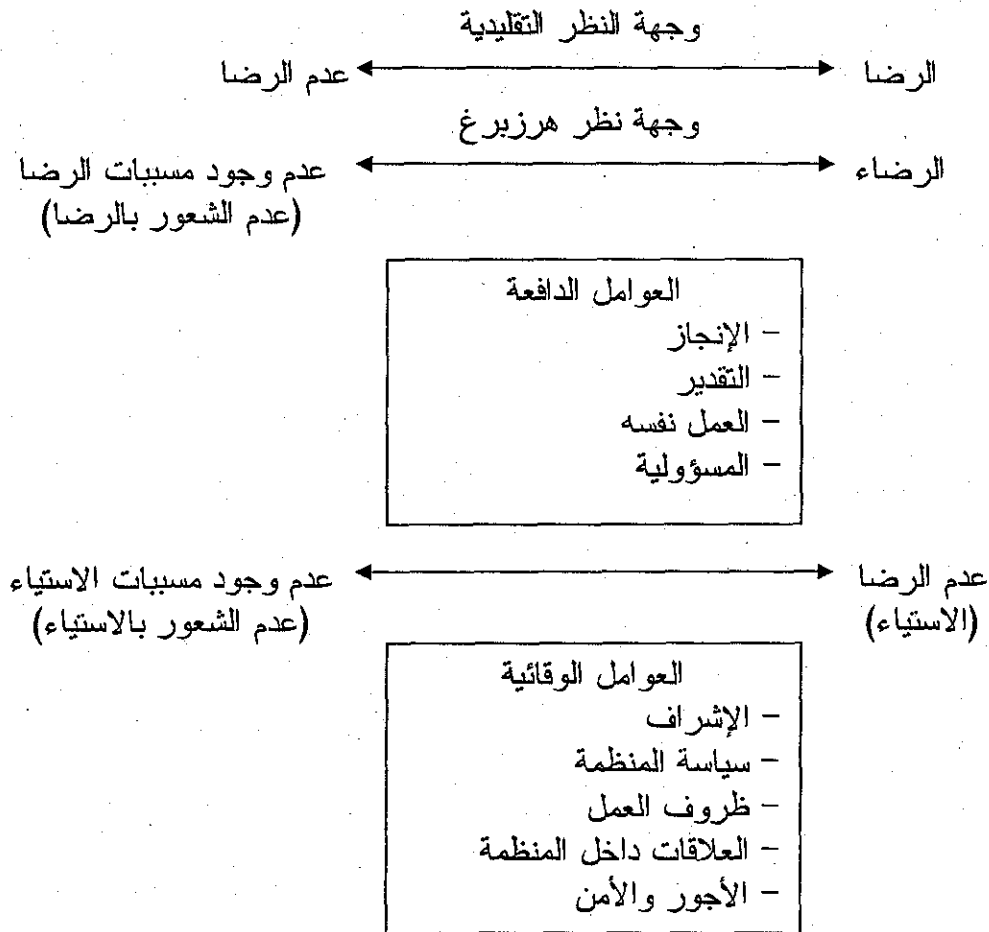 وجهة النظر التقليدية
الرضا عدم الرضا
وجهة نظر هرزبرغ
الرضاء عدم وجود مسببات الرضا
(عدم الشعور بالرضا)
العوامل الدافعة
– الإنجاز
– التقدير
– العمل نفسه
– المسؤولية
عدم الرضا عدم وجود مسببات الاستياء
(الاستياء) (عدم الشعور بالاستياء)
العوامل الوقائية
– الإشراف
– سياسة المنظمة
– ظروف العمل
– العلاقات داخل المنظمة
– الأجور والأمن